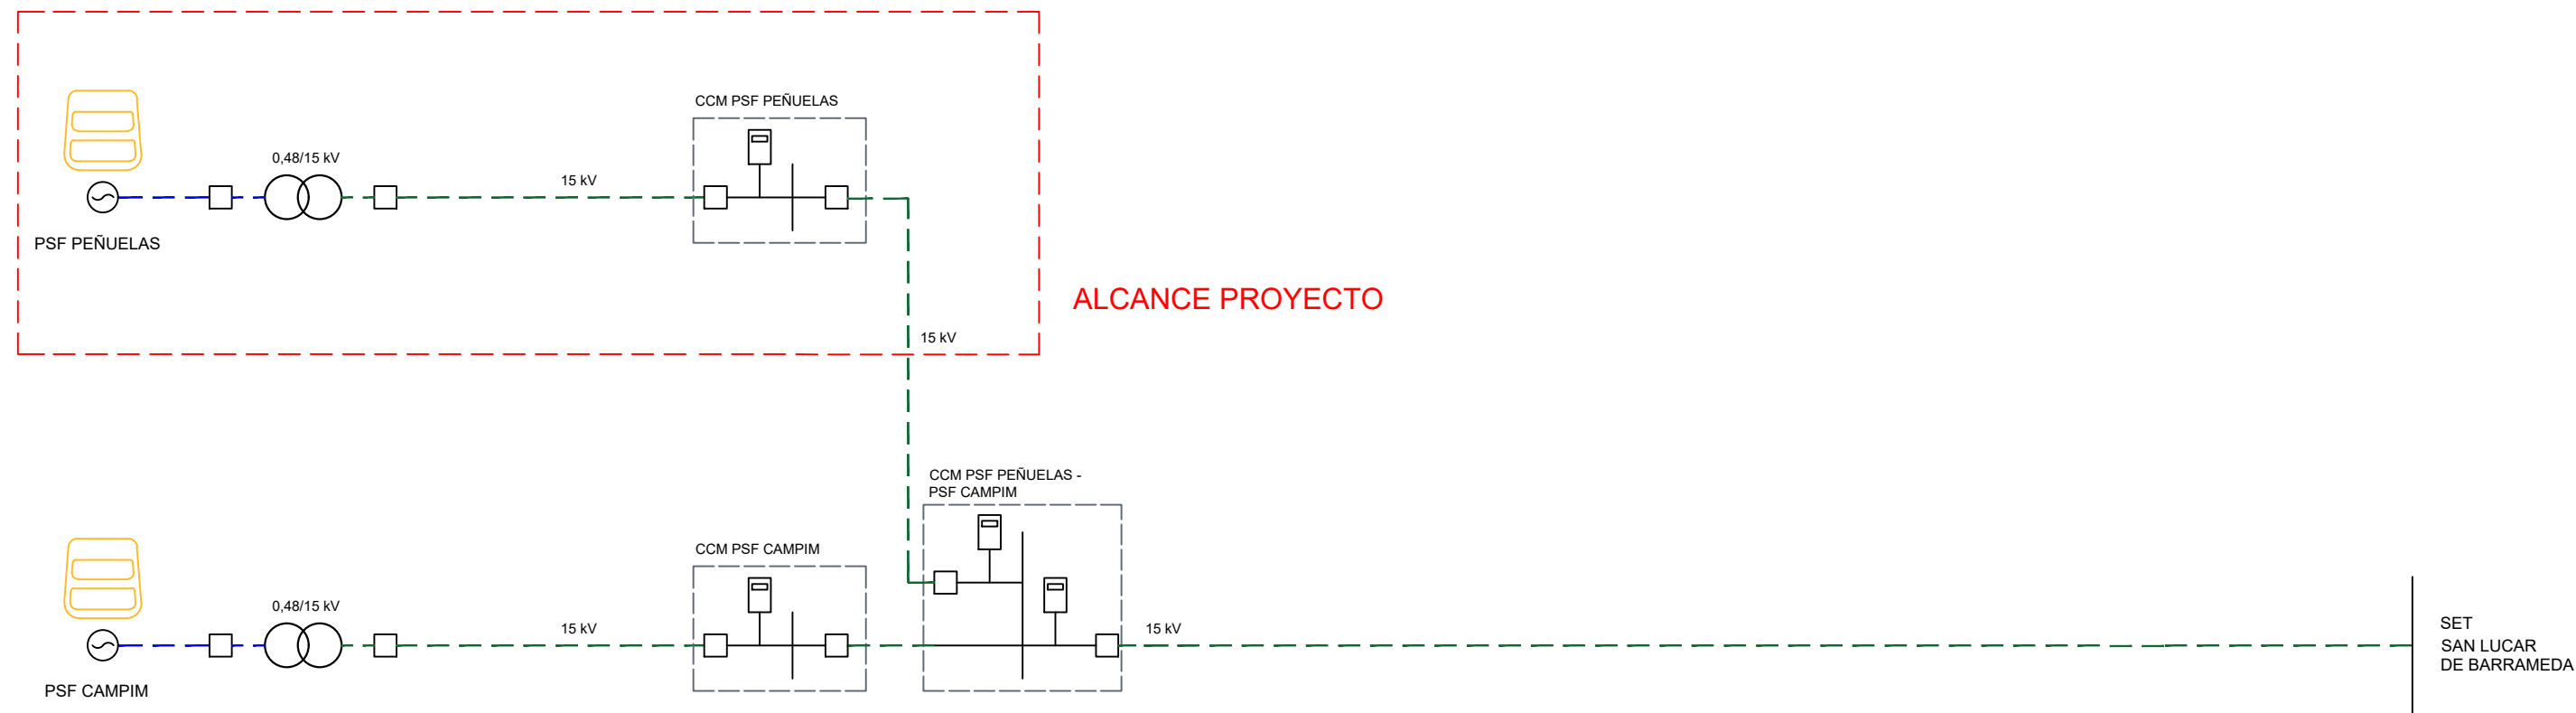 CCM PSF PEÑUELAS
0,48/15 kV
15 kV
PSF PEÑUELAS
ALCANCE PROYECTO
15 kV
CCM PSF PEÑUELAS -
PSF CAMPIM
CCM PSF CAMPIM
0,48/15 kV
15 kV
15 kV
SET
SAN LUCAR
DE BARRAMEDA
PSF CAMPIM